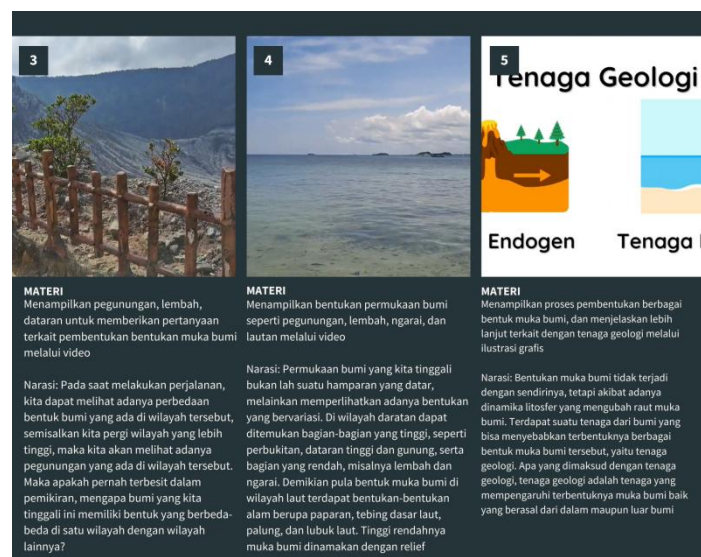 3
MATERI
Menampilkan pegunungan, lembah,
dataran untuk memberikan pertanyaan
terkait pembentukan bentukan muka bumi
melalui video
Narasi: Pada saat melakukan perjalanan,
kita dapat melihat adanya perbedaan
bentuk bumi yang ada di wilayah tersebut,
semisalkan kita pergi wilayah yang lebih
tinggi, maka kita akan melihat adanya
pegunungan yang ada di wilayah tersebut.
Maka apakah pernah terbesit dalam
pemikiran, mengapa bumi yang kita
tinggali ini memiliki bentuk yang berbeda-
beda di satu wilayah dengan wilayah
lainnya?
4
MATERI
Menampilkan bentukan permukaan bumi
seperti pegunungan, lembah, ngarai, dan
lautan melalui video
Narasi: Permukaan bumi yang kita tinggali
bukan lah suatu hamparan yang datar,
melainkan memperlihatkan adanya bentukan
yang bervariasi. Di wilayah daratan dapat
ditemukan bagian-bagian yang tinggi, seperti
perbukitan, dataran tinggi dan gunung, serta
bagian yang rendah, misalnya lembah dan
ngarai. Demikian pula bentuk muka bumi di
wilayah laut terdapat bentukan-bentukan
alam berupa paparan, tebing dasar laut,
palung, dan lubuk laut. Tinggi rendahnya
muka bumi dinamakan dengan relief
5
Tenaga Geologi
Endogen
Tenaga
MATERI
Menampilkan proses pembentukan berbagai
bentuk muka bumi, dan menjelaskan lebih
lanjut terkait dengan tenaga geologi melalui
ilustrasi grafis
Narasi: Bentukan muka bumi tidak terjadi
dengan sendirinya, tetapi akibat adanya
dinamika litosfer yang mengubah raut muka
bumi. Terdapat suatu tenaga dari bumi yang
bisa menyebabkan terbentuknya berbagai
bentuk muka bumi tersebut, yaitu tenaga
geologi. Apa yang dimaksud dengan tenaga
geologi, tenaga geologi adalah tenaga yang
mempengaruhi terbentuknya muka bumi baik
yang berasal dari dalam maupun luar bumi